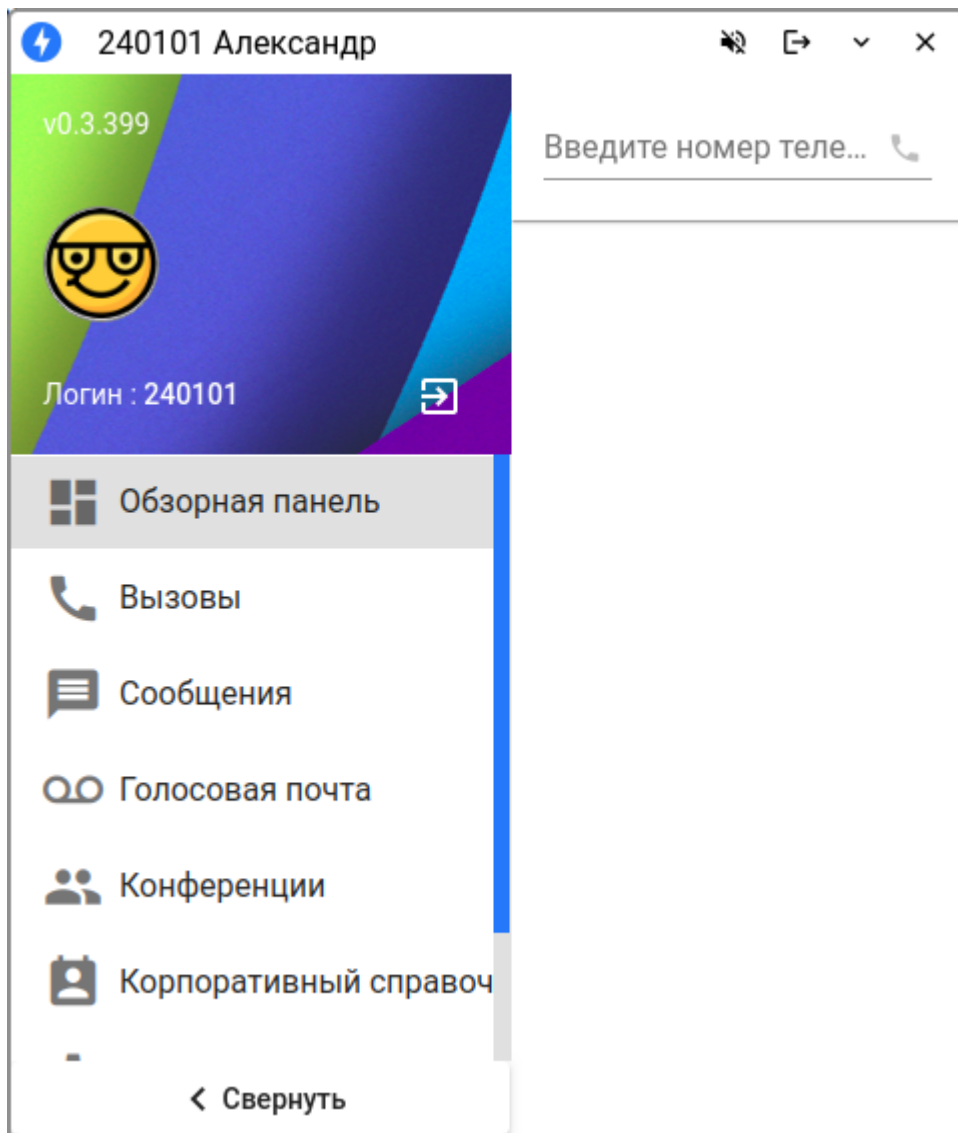 240101 Александр
v0.3.399
Введите номер теле...
Логин : 240101
Обзорная панель
Вызовы
Сообщения
Голосовая почта
Конференции
Корпоративный справоч
Свернуть